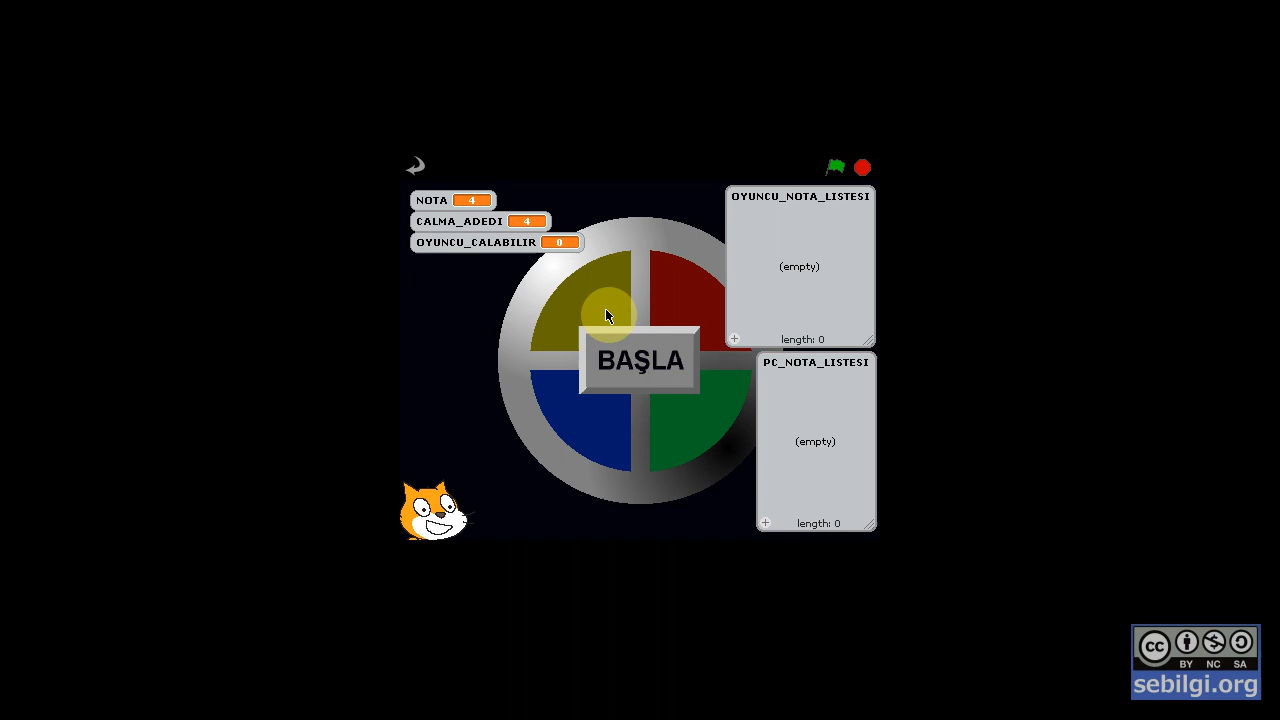 NOTA 4
CALMA_ADEDI 4
OYUNCU_CALABILIR 0
OYUNCU_NOTA_LISTESI
(empty)
+ length: 0
PC_NOTA_LISTESI
(empty)
+ length: 0
BAŞLA
cc BY NC SA
sebilgi.org